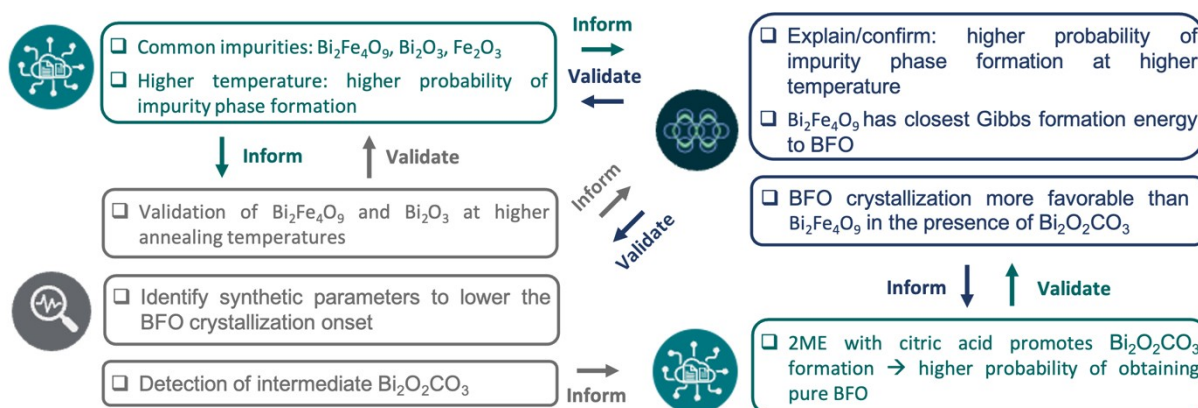 ❑ Common impurities: Bi₂Fe₄O₉, Bi₂O₃, Fe₂O₃
❑ Higher temperature: higher probability of
impurity phase formation
Inform
Validate
❑ Explain/confirm: higher probability of
impurity phase formation at higher
temperature
❑ Bi₂Fe₄O₉ has closest Gibbs formation energy
to BFO
Inform
Validate
Inform
Validate
❑ Validation of Bi₂Fe₄O₉ and Bi₂O₃ at higher
annealing temperatures
❑ BFO crystallization more favorable than
Bi₂Fe₄O₉ in the presence of Bi₂O₂CO₃
❑ Identify synthetic parameters to lower the
BFO crystallization onset
Inform
Validate
❑ Detection of intermediate Bi₂O₂CO₃
Inform
❑ 2ME with citric acid promotes Bi₂O₂CO₃
formation → higher probability of obtaining
pure BFO